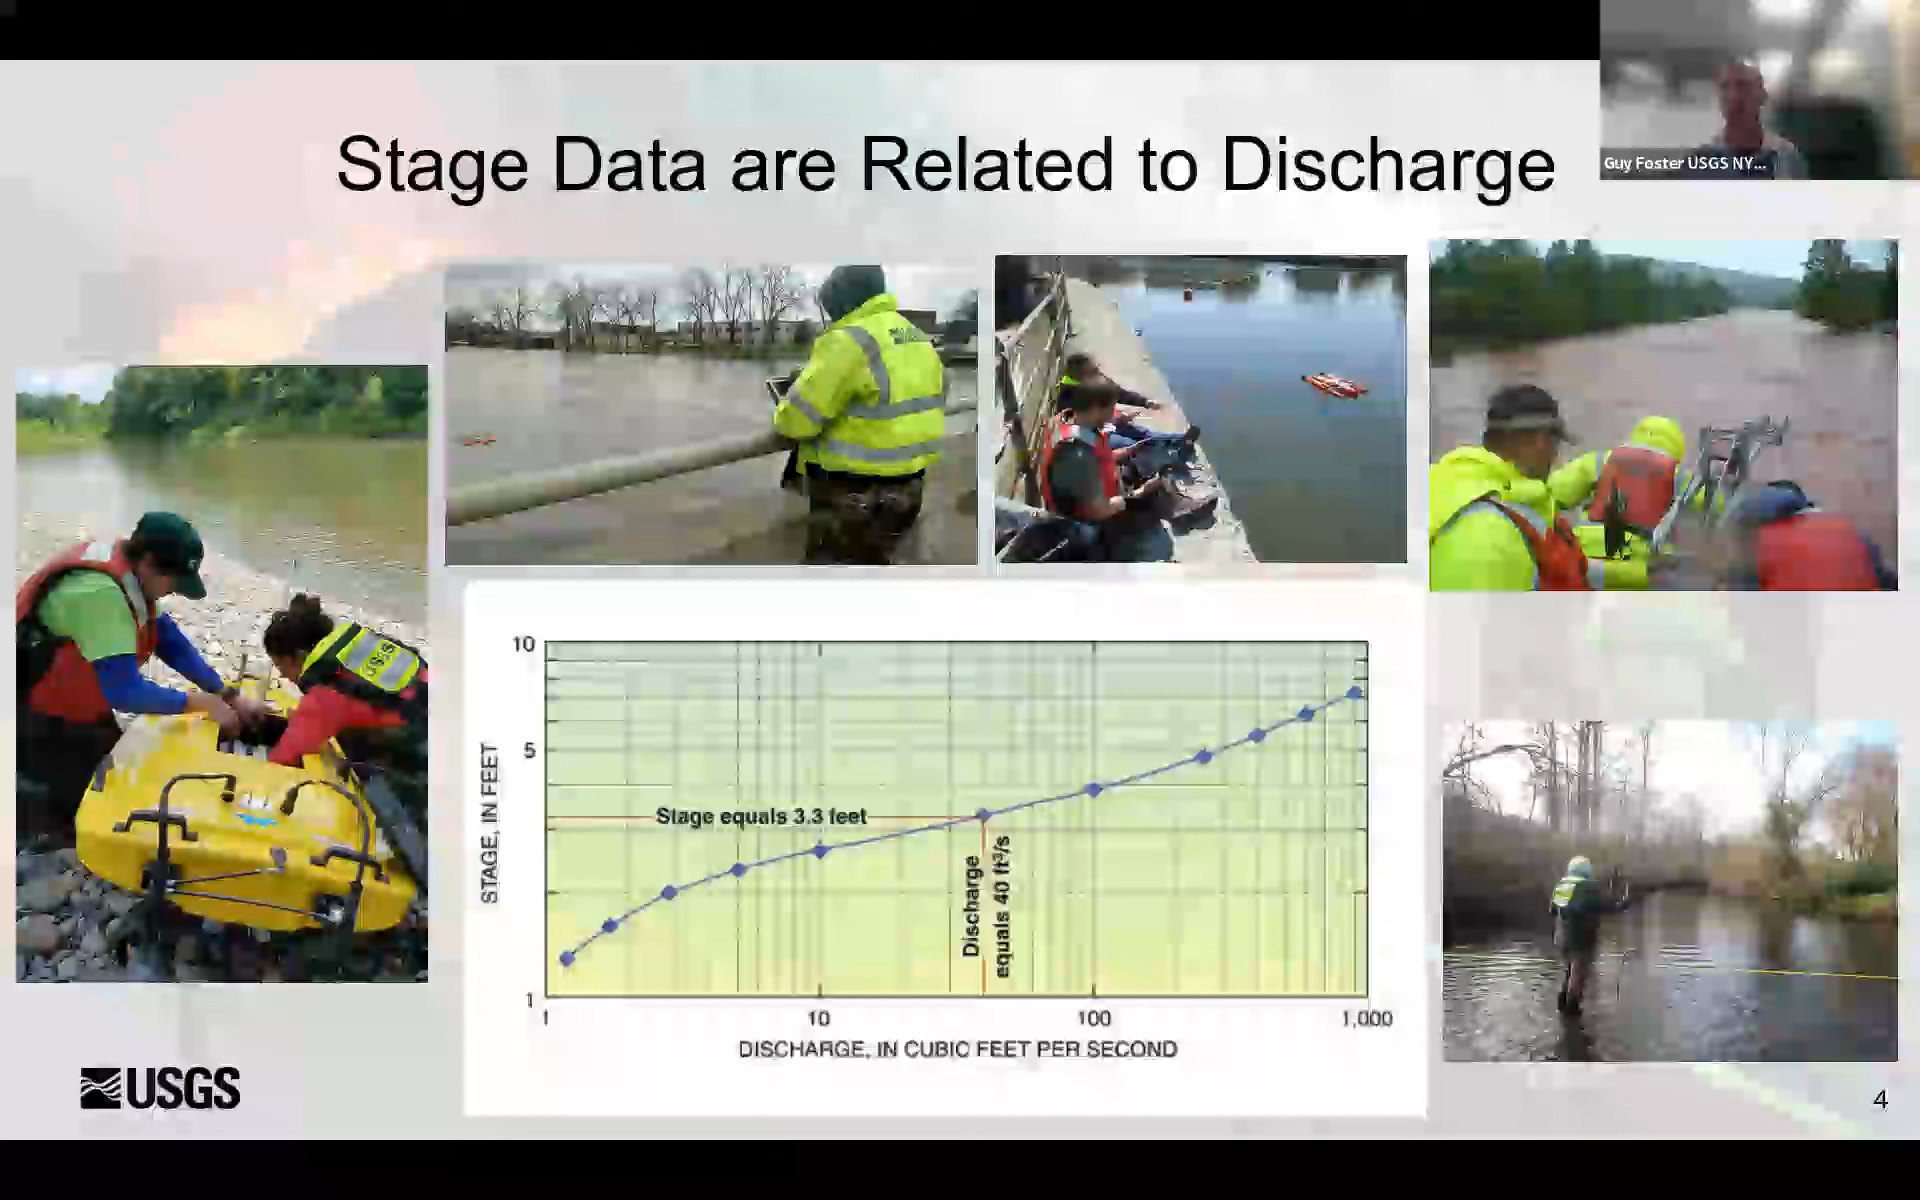 Stage Data are Related to Discharge
Guy Foster USGS NY...
USGS
10
5
1
STAGE, IN FEET
Stage equals 3.3 feet
Discharge
equals 40 ft³/s
1
10
100
1,000
DISCHARGE, IN CUBIC FEET PER SECOND
USGS
4